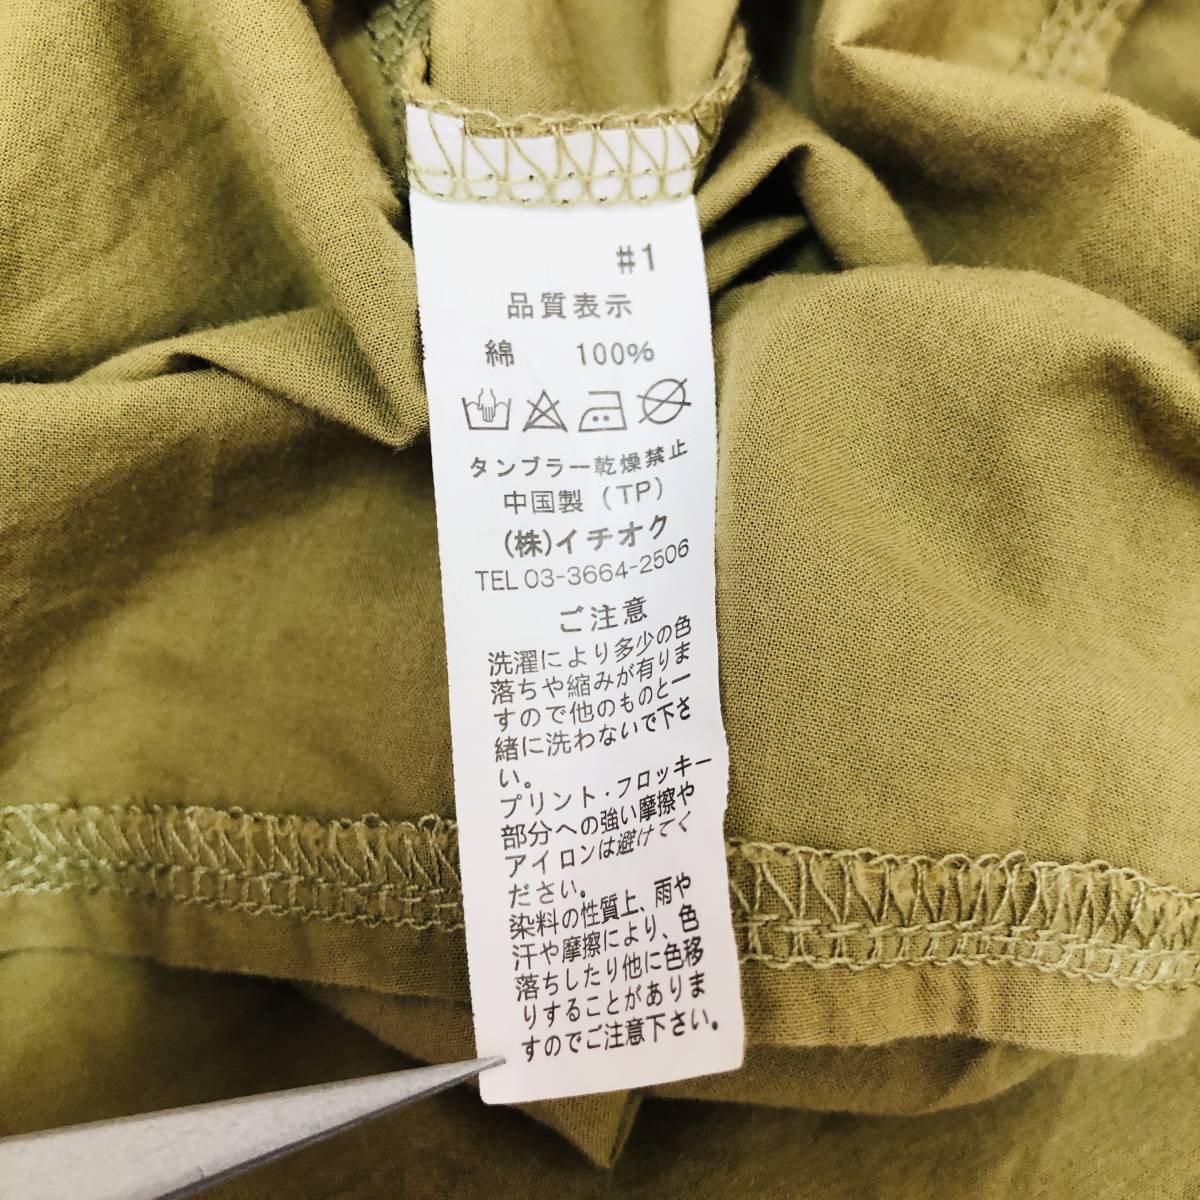 #1
品質表示
綿 100%
タンブラー乾燥禁止
中国製(TP)
(株)イチオク
TEL 03-3664-2506
ご注意
洗濯により多少の色
落ちや縮みが有りま
すので他のものと一
緒に洗わないで下さ
い。
プリント・フロッキー
部分への強い摩擦や
アイロンは避けてく
ださい。
染料の性質上、雨や
汗や摩擦により、色
落ちしたり他に色移
りすることがありま
すのでご注意下さい。